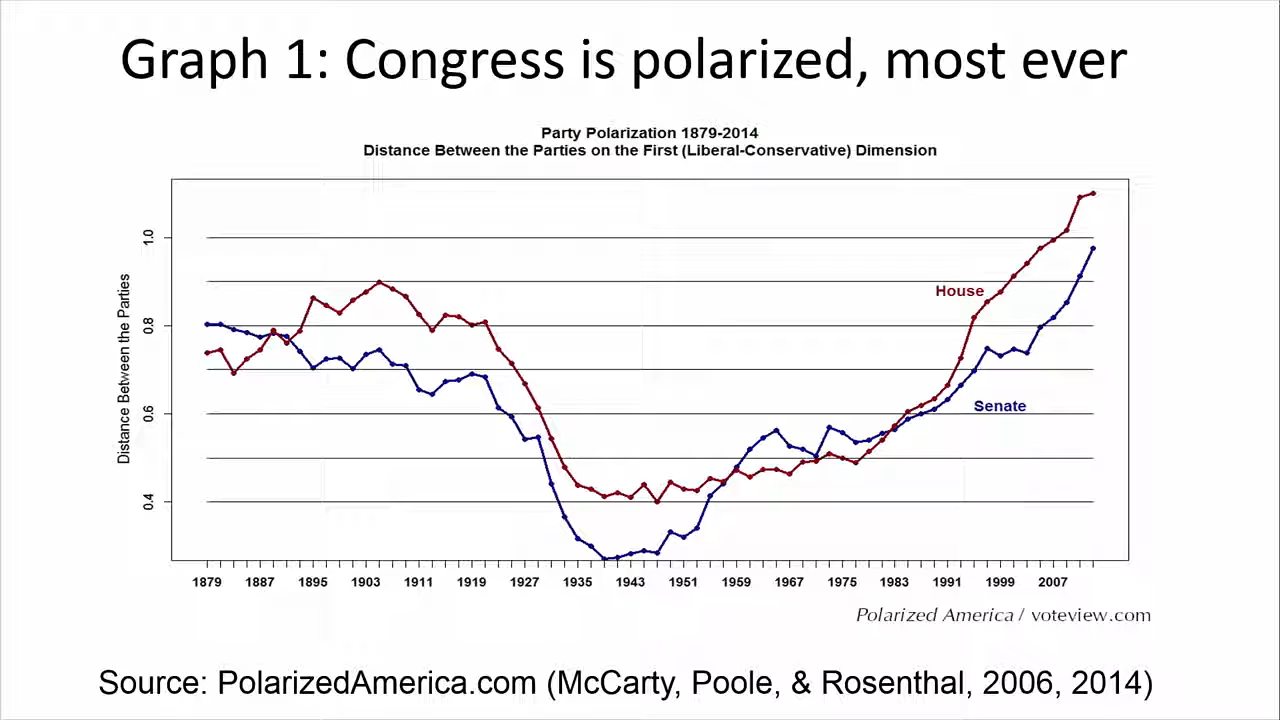 Graph 1: Congress is polarized, most ever
Party Polarization 1879-2014
Distance Between the Parties on the First (Liberal-Conservative) Dimension
Distance Between the Parties
1.0
0.8
0.6
0.4
House
Senate
1879 1887 1895 1903 1911 1919 1927 1935 1943 1951 1959 1967 1975 1983 1991 1999 2007
Polarized America / voteview.com
Source: PolarizedAmerica.com (McCarty, Poole, & Rosenthal, 2006, 2014)